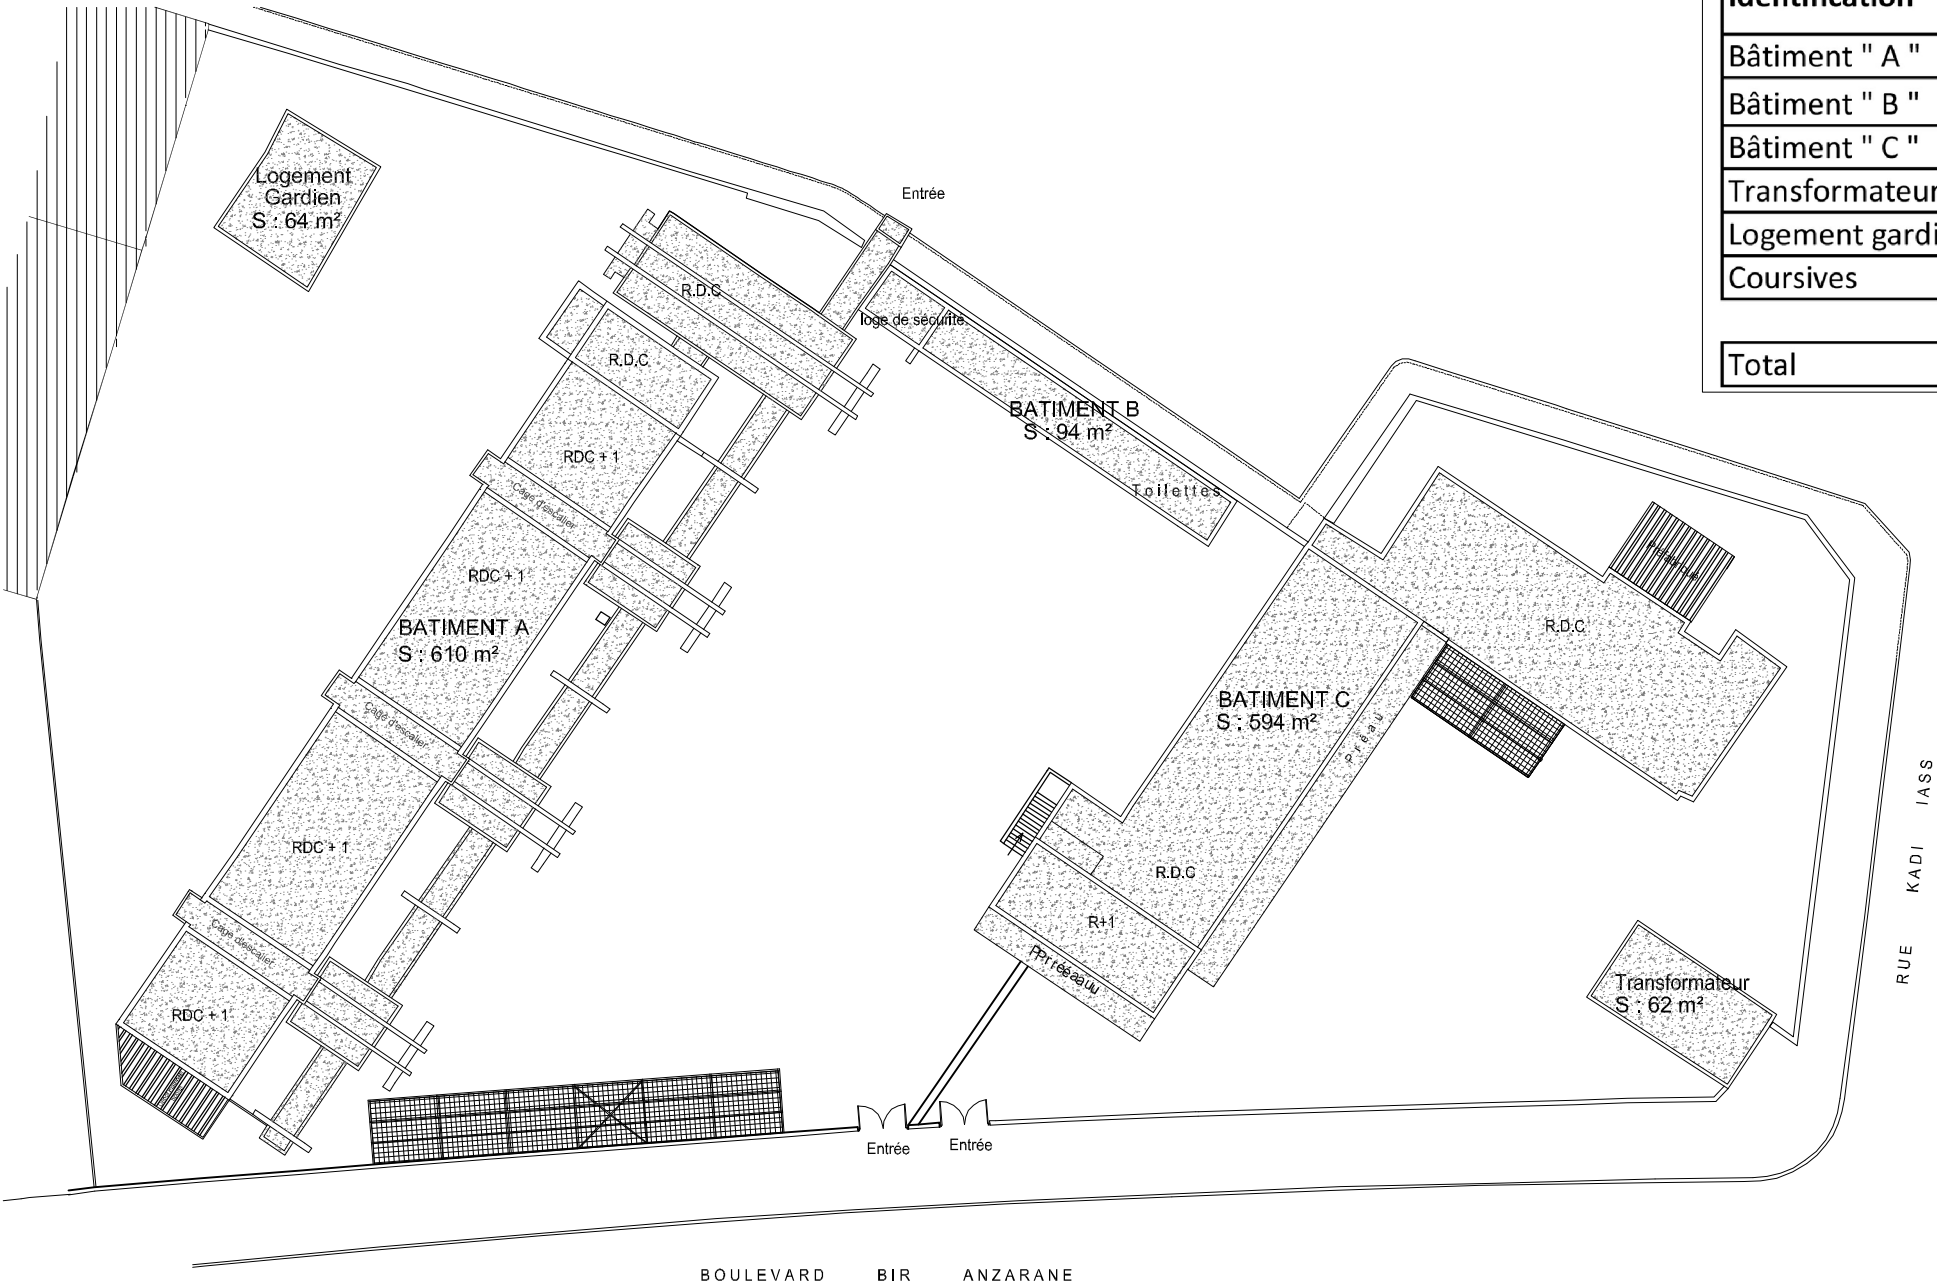 Identification
Bâtiment " A "
Bâtiment " B "
Bâtiment " C "
Transformateur
Logement gardi
Coursives
Total
Logement
Gardien
S : 64 m²
Entrée
R.D.C
loge de sécurité
R.D.C
BATIMENT B
S : 94 m²
RDC + 1
Cage d'escalier
Toilettes
RDC + 1
Préfabriqué
BATIMENT A
S : 610 m²
R.D.C
BATIMENT C
S : 594 m²
Préau
Cage d'escalier
RDC + 1
R.D.C
R+1
Cage d'escalier
Préau
RDC + 1
Transformateur
S : 62 m²
Entrée
Entrée
RUE KADI IASS
BOULEVARD BIR ANZARANE